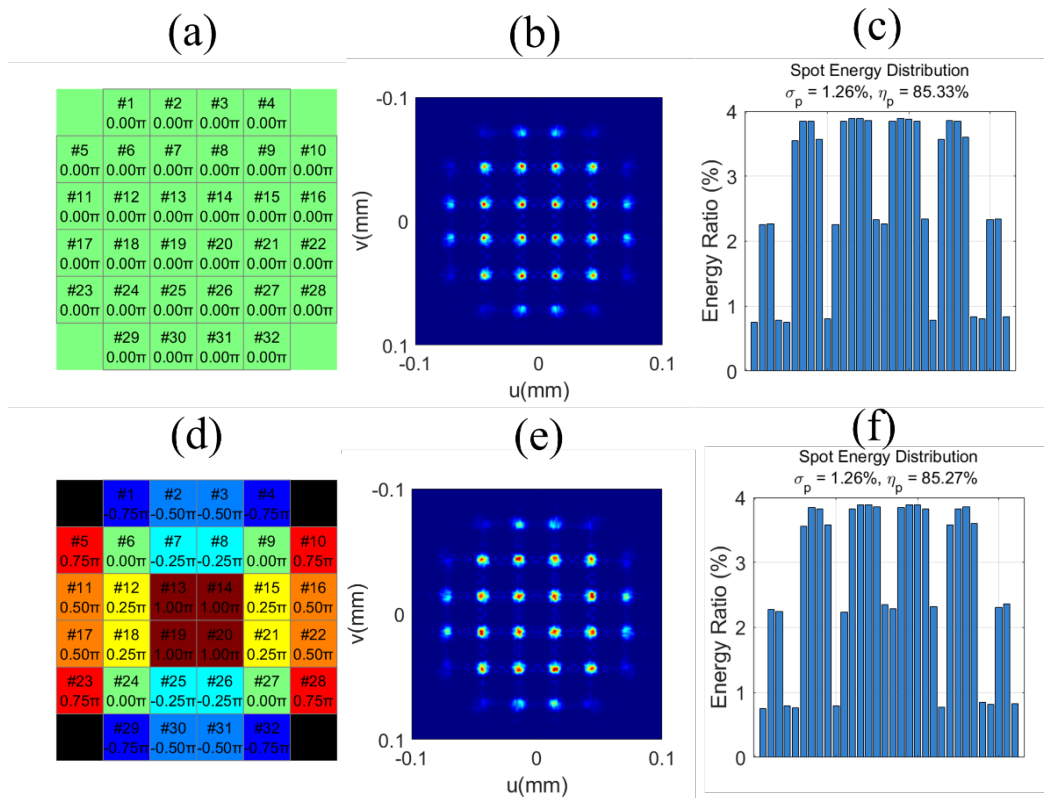 (a)
#1 #2 #3 #4
0.00π 0.00π 0.00π 0.00π
#5 #6 #7 #8 #9 #10
0.00π 0.00π 0.00π 0.00π 0.00π 0.00π
#11 #12 #13 #14 #15 #16
0.00π 0.00π 0.00π 0.00π 0.00π 0.00π
#17 #18 #19 #20 #21 #22
0.00π 0.00π 0.00π 0.00π 0.00π 0.00π
#23 #24 #25 #26 #27 #28
0.00π 0.00π 0.00π 0.00π 0.00π 0.00π
#29 #30 #31 #32
0.00π 0.00π 0.00π 0.00π
(b)
-0.1
0
0.1
v(mm)
-0.1 0 0.1
u(mm)
(c)
Spot Energy Distribution
σp = 1.26%, ηp = 85.33%
4
3
2
1
0
Energy Ratio (%)
(d)
#1 #2 #3 #4
-0.75π -0.50π -0.50π -0.75π
#5 #6 #7 #8 #9 #10
0.75π 0.00π -0.25π -0.25π 0.00π 0.75π
#11 #12 #13 #14 #15 #16
0.50π 0.25π 1.00π 1.00π 0.25π 0.50π
#17 #18 #19 #20 #21 #22
0.50π 0.25π 1.00π 1.00π 0.25π 0.50π
#23 #24 #25 #26 #27 #28
0.75π 0.00π -0.25π -0.25π 0.00π 0.75π
#29 #30 #31 #32
-0.75π -0.50π -0.50π -0.75π
(e)
-0.1
0
0.1
v(mm)
-0.1 0 0.1
u(mm)
(f)
Spot Energy Distribution
σp = 1.26%, ηp = 85.27%
4
3
2
1
0
Energy Ratio (%)